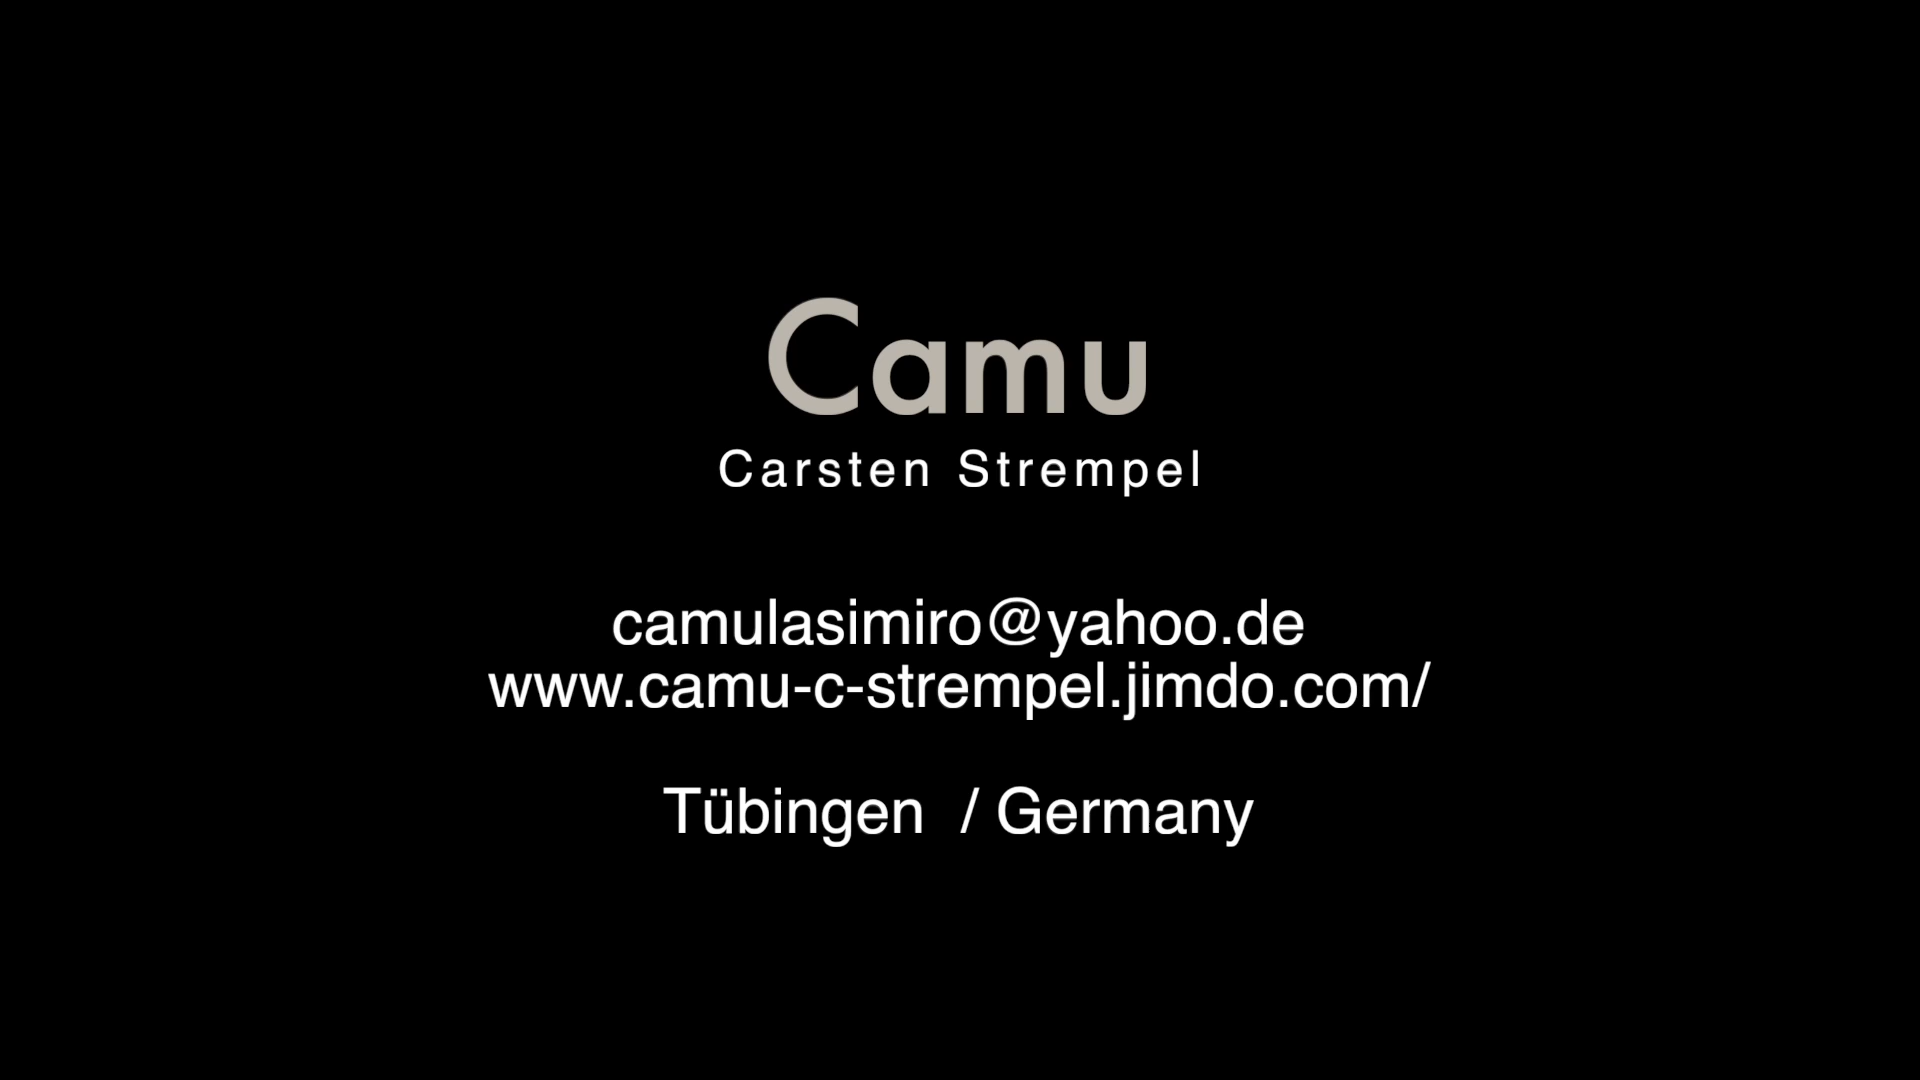 Camu
Carsten Strempel
camulasimiro@yahoo.de
www.camu-c-strempel.jimdo.com/
Tübingen / Germany